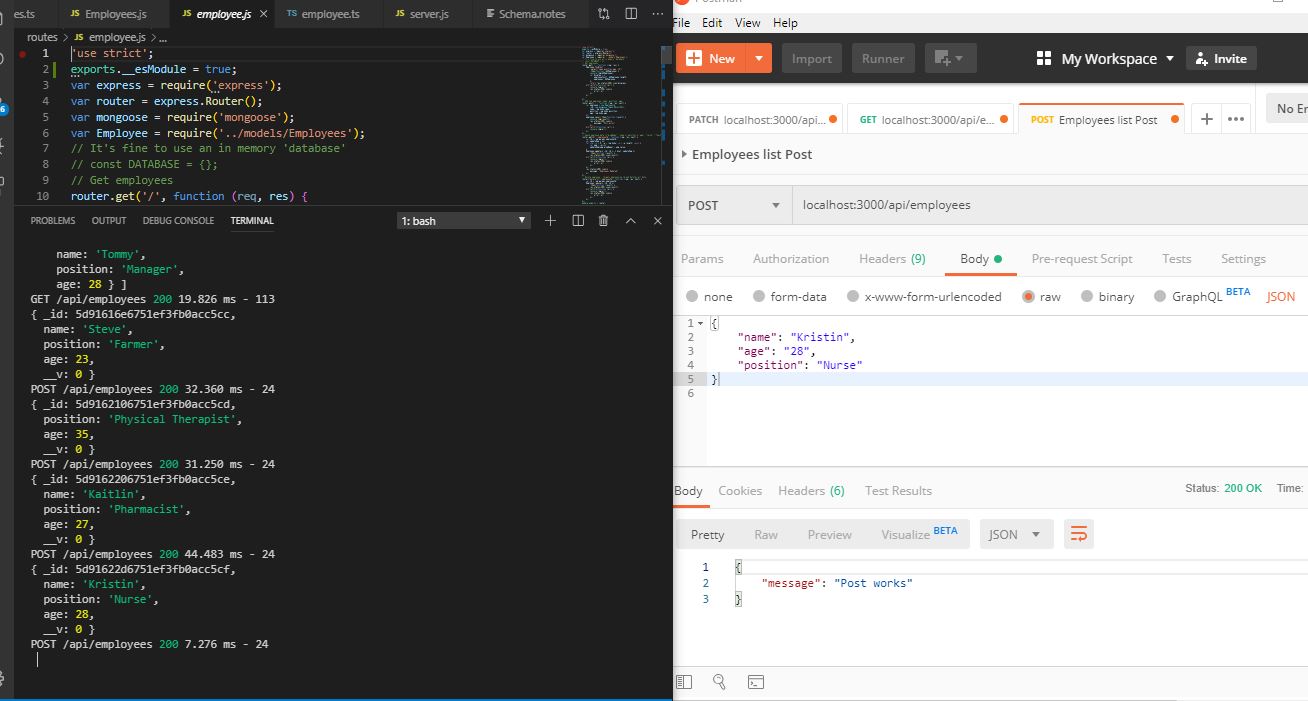 es.ts
JS Employees.js
JS employee.js ×
TS employee.ts
JS server.js
Schema.notes
routes > JS employee.js > ...
1 'use strict';
2 exports.__esModule = true;
3 var express = require('express');
4 var router = express.Router();
5 var mongoose = require('mongoose');
6 var Employee = require('../models/Employees');
7 // It's fine to use an in memory 'database'
8 // const DATABASE = {};
9 // Get employees
10 router.get('/', function (req, res) {
PROBLEMS OUTPUT DEBUG CONSOLE TERMINAL 1: bash
name: 'Tommy',
position: 'Manager',
age: 28 } ]
GET /api/employees 200 19.826 ms - 113
{ _id: 5d91616e6751ef3fb0acc5cc,
name: 'Steve',
position: 'Farmer',
age: 23,
__v: 0 }
POST /api/employees 200 32.360 ms - 24
{ _id: 5d9162106751ef3fb0acc5cd,
position: 'Physical Therapist',
age: 35,
__v: 0 }
POST /api/employees 200 31.250 ms - 24
{ _id: 5d9162206751ef3fb0acc5ce,
name: 'Kaitlin',
position: 'Pharmacist',
age: 27,
__v: 0 }
POST /api/employees 200 44.483 ms - 24
{ _id: 5d91622d6751ef3fb0acc5cf,
name: 'Kristin',
position: 'Nurse',
age: 28,
__v: 0 }
POST /api/employees 200 7.276 ms - 24
File Edit View Help
New Import Runner My Workspace Invite
PATCH localhost:3000/api...
GET localhost:3000/api/e...
POST Employees list Post
No En
Employees list Post
POST localhost:3000/api/employees
Params Authorization Headers (9) Body Pre-request Script Tests Settings
none form-data x-www-form-urlencoded raw binary GraphQL BETA JSON
1 {
2 "name": "Kristin",
3 "age": "28",
4 "position": "Nurse"
5 }
6
Body Cookies Headers (6) Test Results Status: 200 OK Time:
Pretty Raw Preview Visualize BETA JSON
1 {
2 "message": "Post works"
3 }